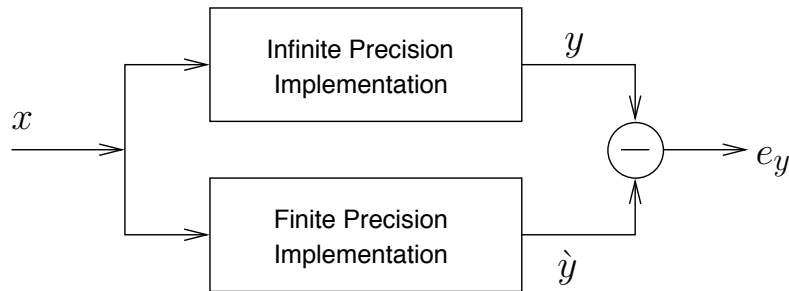 Infinite Precision
Implementation
y
x
−
e_y
Finite Precision
Implementation
ỳ